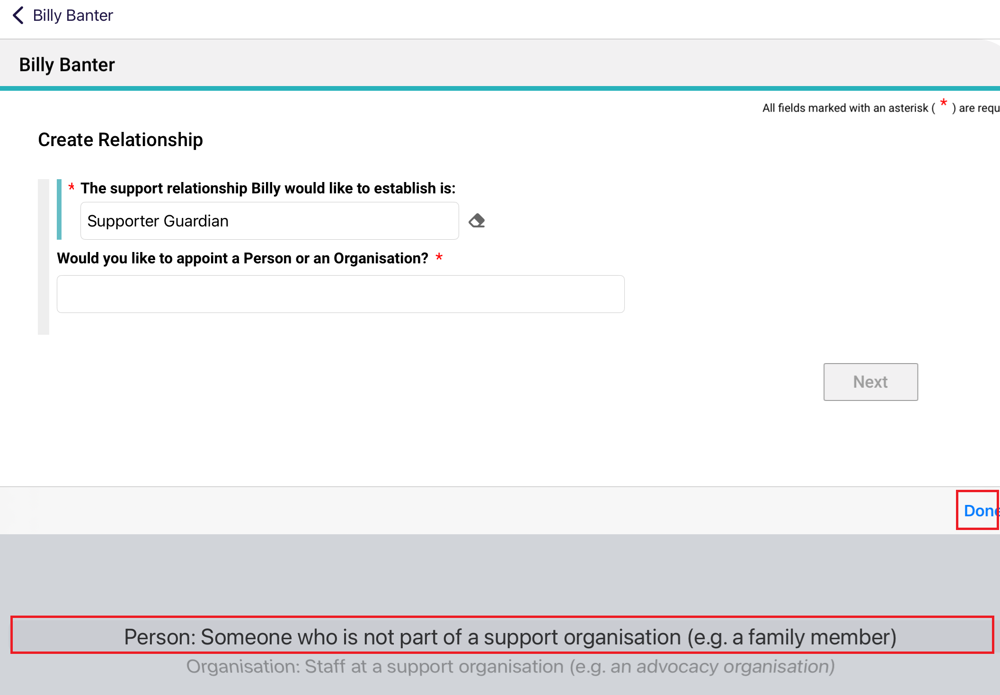 Billy Banter
Billy Banter
All fields marked with an asterisk ( * ) are requ
Create Relationship
* The support relationship Billy would like to establish is:
Supporter Guardian
Would you like to appoint a Person or an Organisation? *
Next
Done
Person: Someone who is not part of a support organisation (e.g. a family member)
Organisation: Staff at a support organisation (e.g. an advocacy organisation)